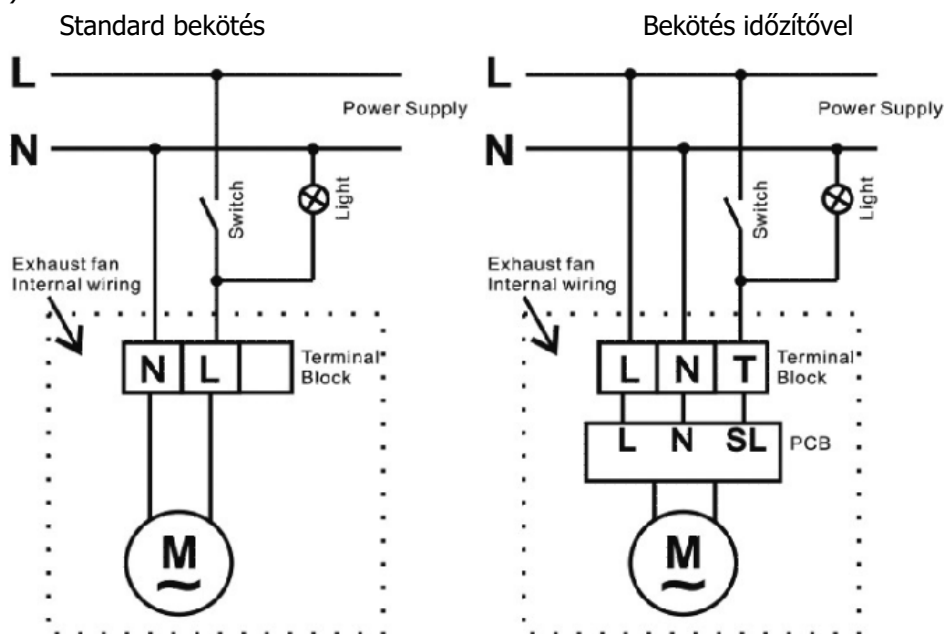 Standard bekötés
L
Power Supply
N
Switch
Light
Exhaust fan
Internal wiring
N L
Terminal
Block
M
~
Bekötés időzítővel
L
Power Supply
N
Switch
Light
Exhaust fan
Internal wiring
L N T
Terminal
Block
L N SL
PCB
M
~